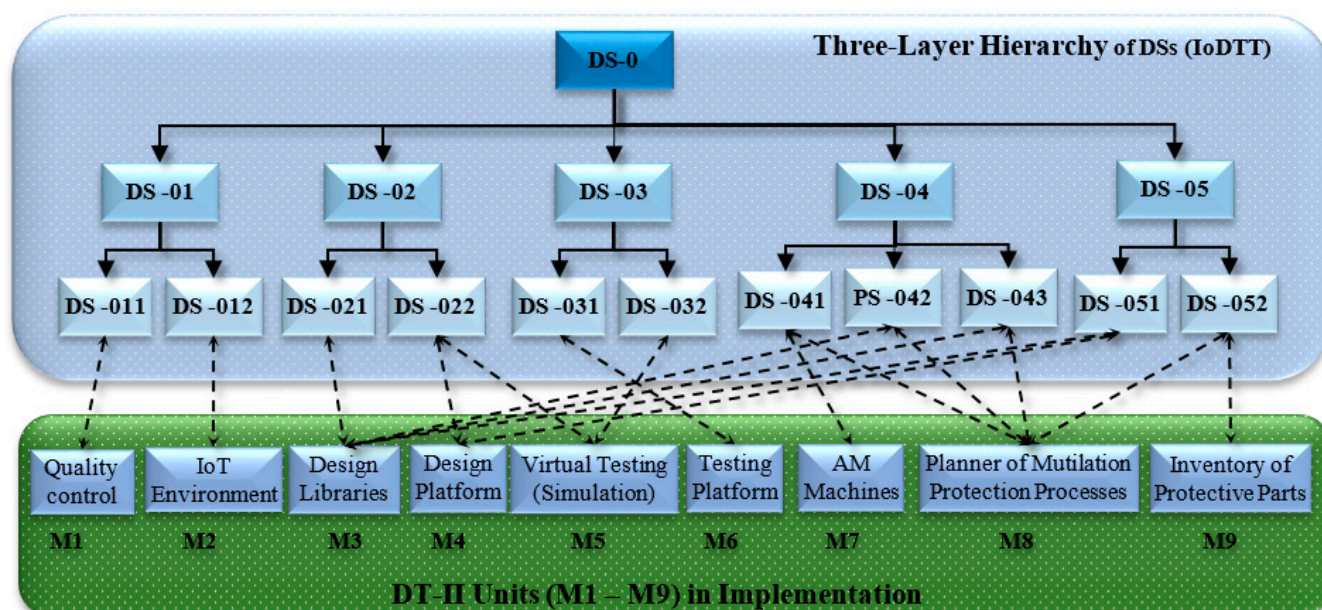 Three-Layer Hierarchy of DSs (IoDTT)
DS-0
DS -01
DS -02
DS -03
DS -04
DS -05
DS -011
DS -012
DS -021
DS -022
DS -031
DS -032
DS -041
PS -042
DS -043
DS -051
DS -052
Quality
control
IoT
Environment
Design
Libraries
Design
Platform
Virtual Testing
(Simulation)
Testing
Platform
AM
Machines
Planner of Mutilation
Protection Processes
Inventory of
Protective Parts
M1
M2
M3
M4
M5
M6
M7
M8
M9
DT-II Units (M1 – M9) in Implementation